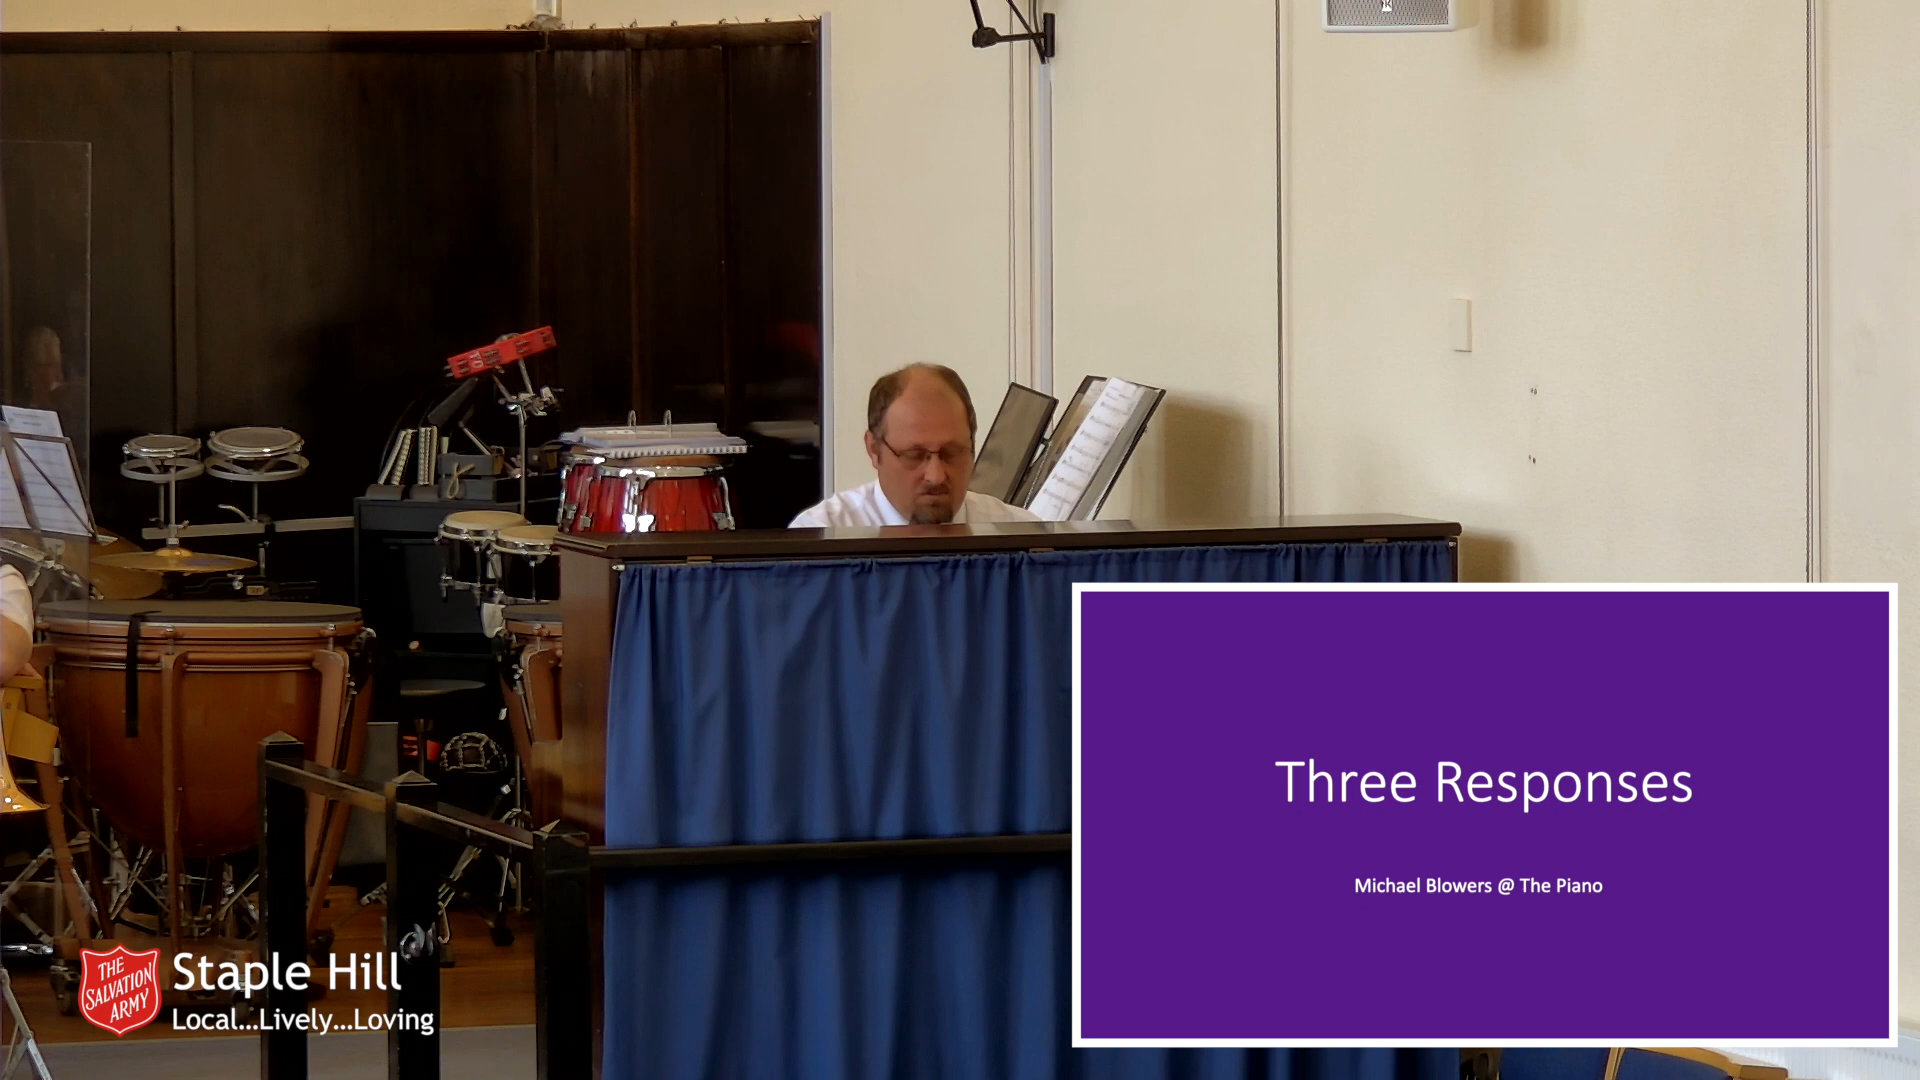 Three Responses
Michael Blowers @ The Piano
THE
SALVATION
ARMY
Staple Hill
Local...Lively...Loving